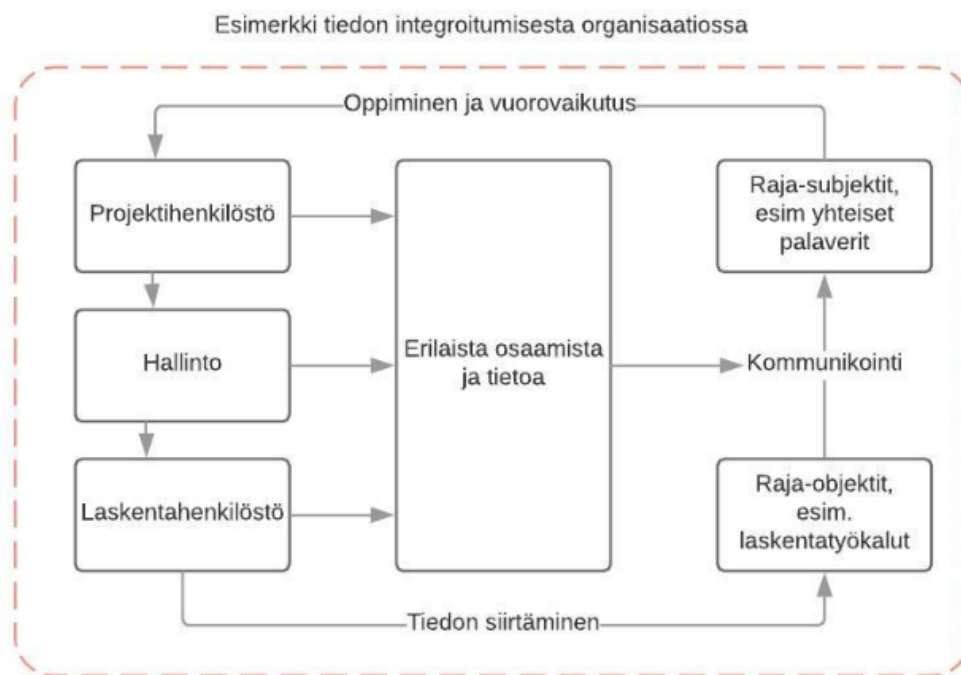 Esimerkki tiedon integroitumisesta organisaatiossa
Oppiminen ja vuorovaikutus
Projektihenkilöstö
Hallinto
Laskentahenkilöstö
Erilaista osaamista
ja tietoa
Raja-subjektit,
esim yhteiset
palaverit
Kommunikointi
Raja-objektit,
esim.
laskentatyökalut
Tiedon siirtäminen